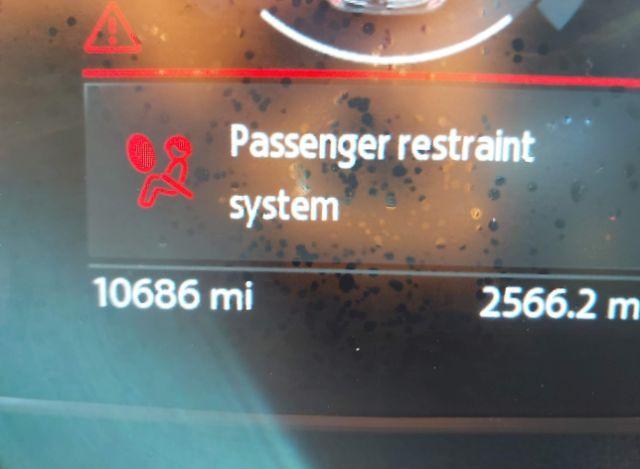 Passenger restraint
system
10686 mi 2566.2 m